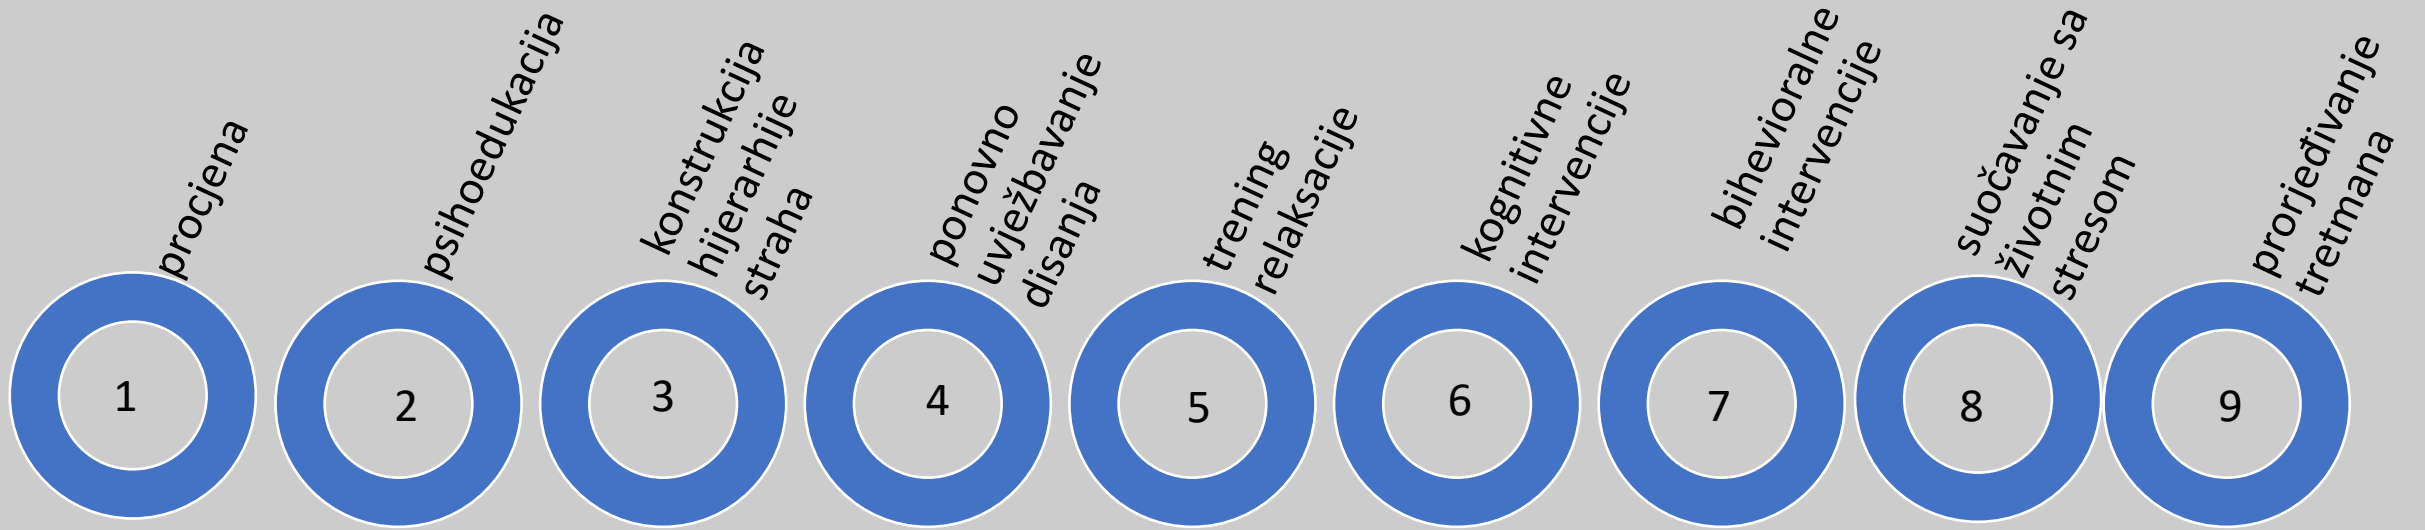 procjena
1
psihoedukacija
2
konstrukcija
hijerarhije
straha
3
ponovno
uvježbavanje
disanja
4
trening
relaksacije
5
kognitivne
intervencije
6
bihevioralne
intervencije
7
suočavanje sa
životnim
stresom
8
prorjeđivanje
tretmana
9